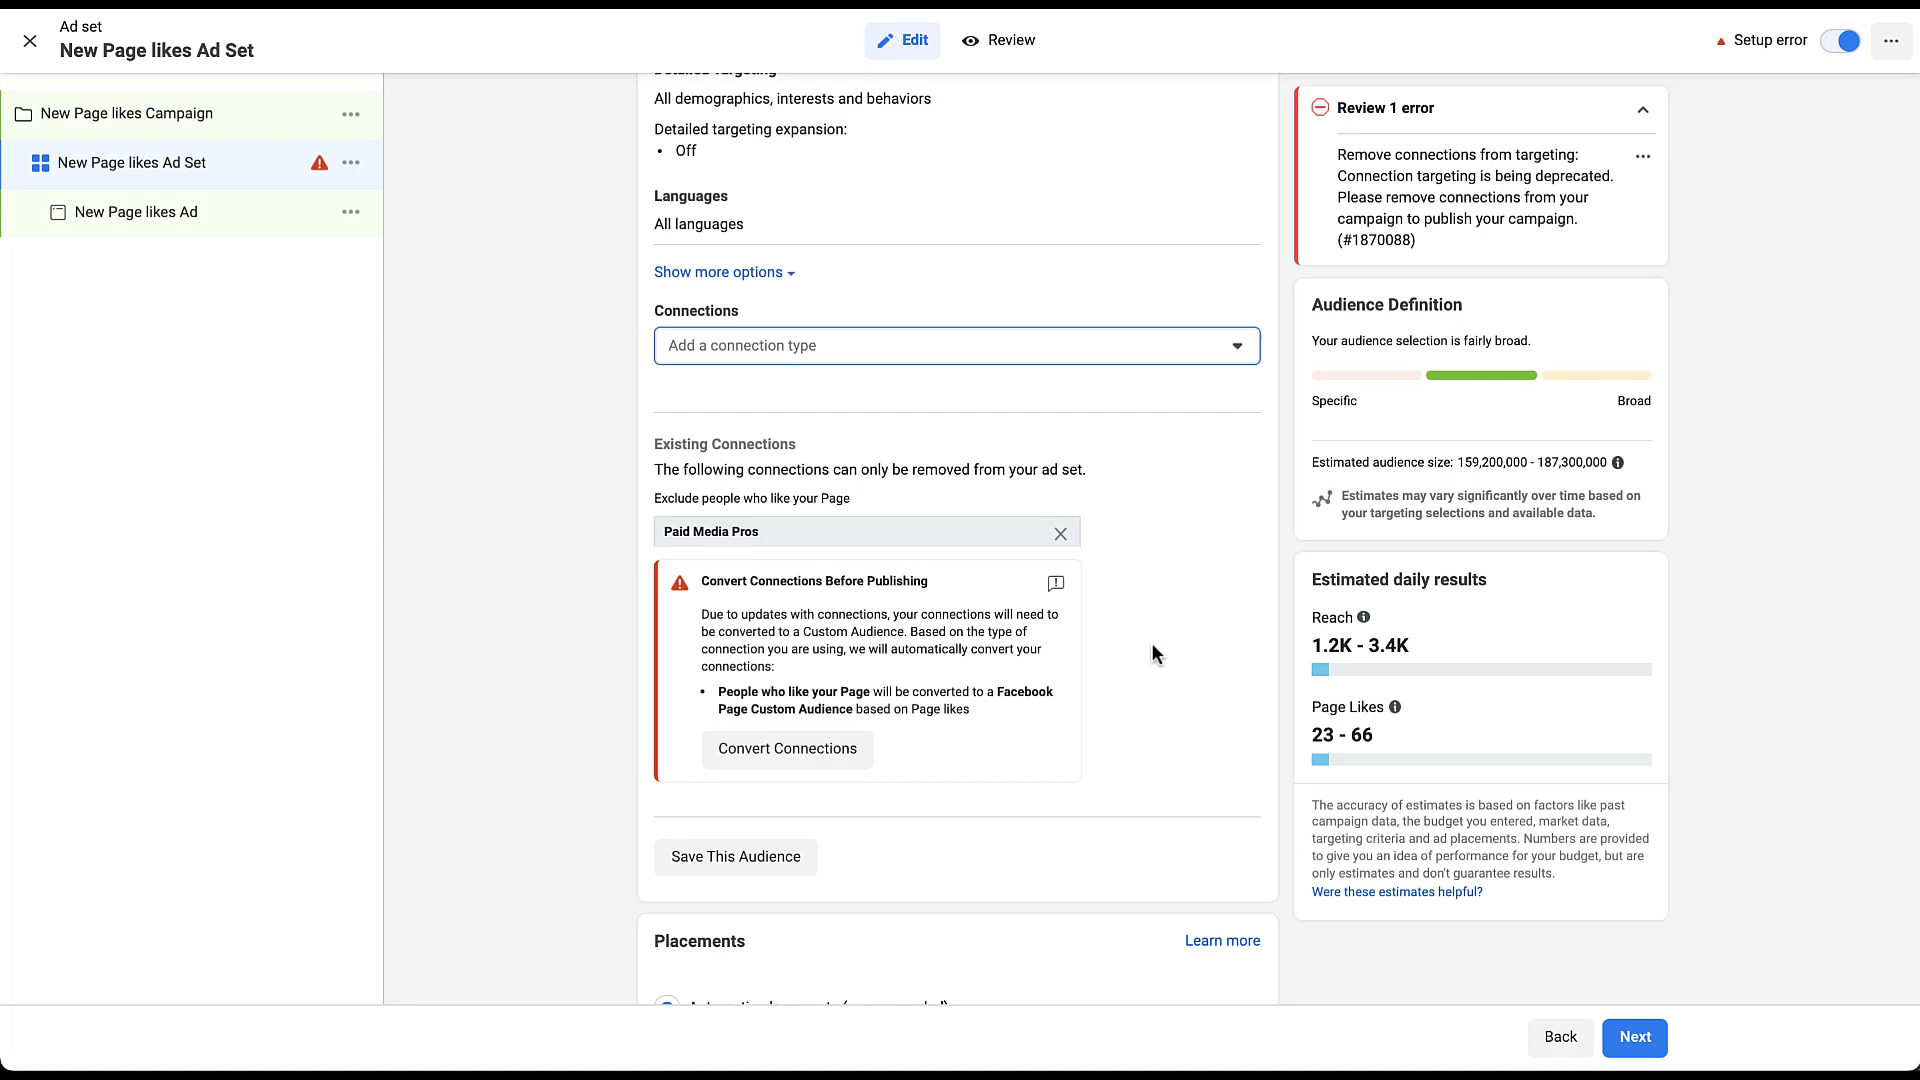 Ad set
New Page likes Ad Set
Edit
Review
Setup error
New Page likes Campaign
New Page likes Ad Set
New Page likes Ad
Detailed Targeting
All demographics, interests and behaviors
Detailed targeting expansion:
• Off
Languages
All languages
Show more options
Connections
Add a connection type
Existing Connections
The following connections can only be removed from your ad set.
Exclude people who like your Page
Paid Media Pros
Convert Connections Before Publishing
Due to updates with connections, your connections will need to
be converted to a Custom Audience. Based on the type of
connection you are using, we will automatically convert your
connections:
• People who like your Page will be converted to a Facebook
Page Custom Audience based on Page likes
Convert Connections
Save This Audience
Placements
Learn more
Review 1 error
Remove connections from targeting:
Connection targeting is being deprecated.
Please remove connections from your
campaign to publish your campaign.
(#1870088)
Audience Definition
Your audience selection is fairly broad.
Specific
Broad
Estimated audience size: 159,200,000 - 187,300,000
Estimates may vary significantly over time based on
your targeting selections and available data.
Estimated daily results
Reach
1.2K - 3.4K
Page Likes
23 - 66
The accuracy of estimates is based on factors like past
campaign data, the budget you entered, market data,
targeting criteria and ad placements. Numbers are provided
to give you an idea of performance for your budget, but are
only estimates and don't guarantee results.
Were these estimates helpful?
Back
Next